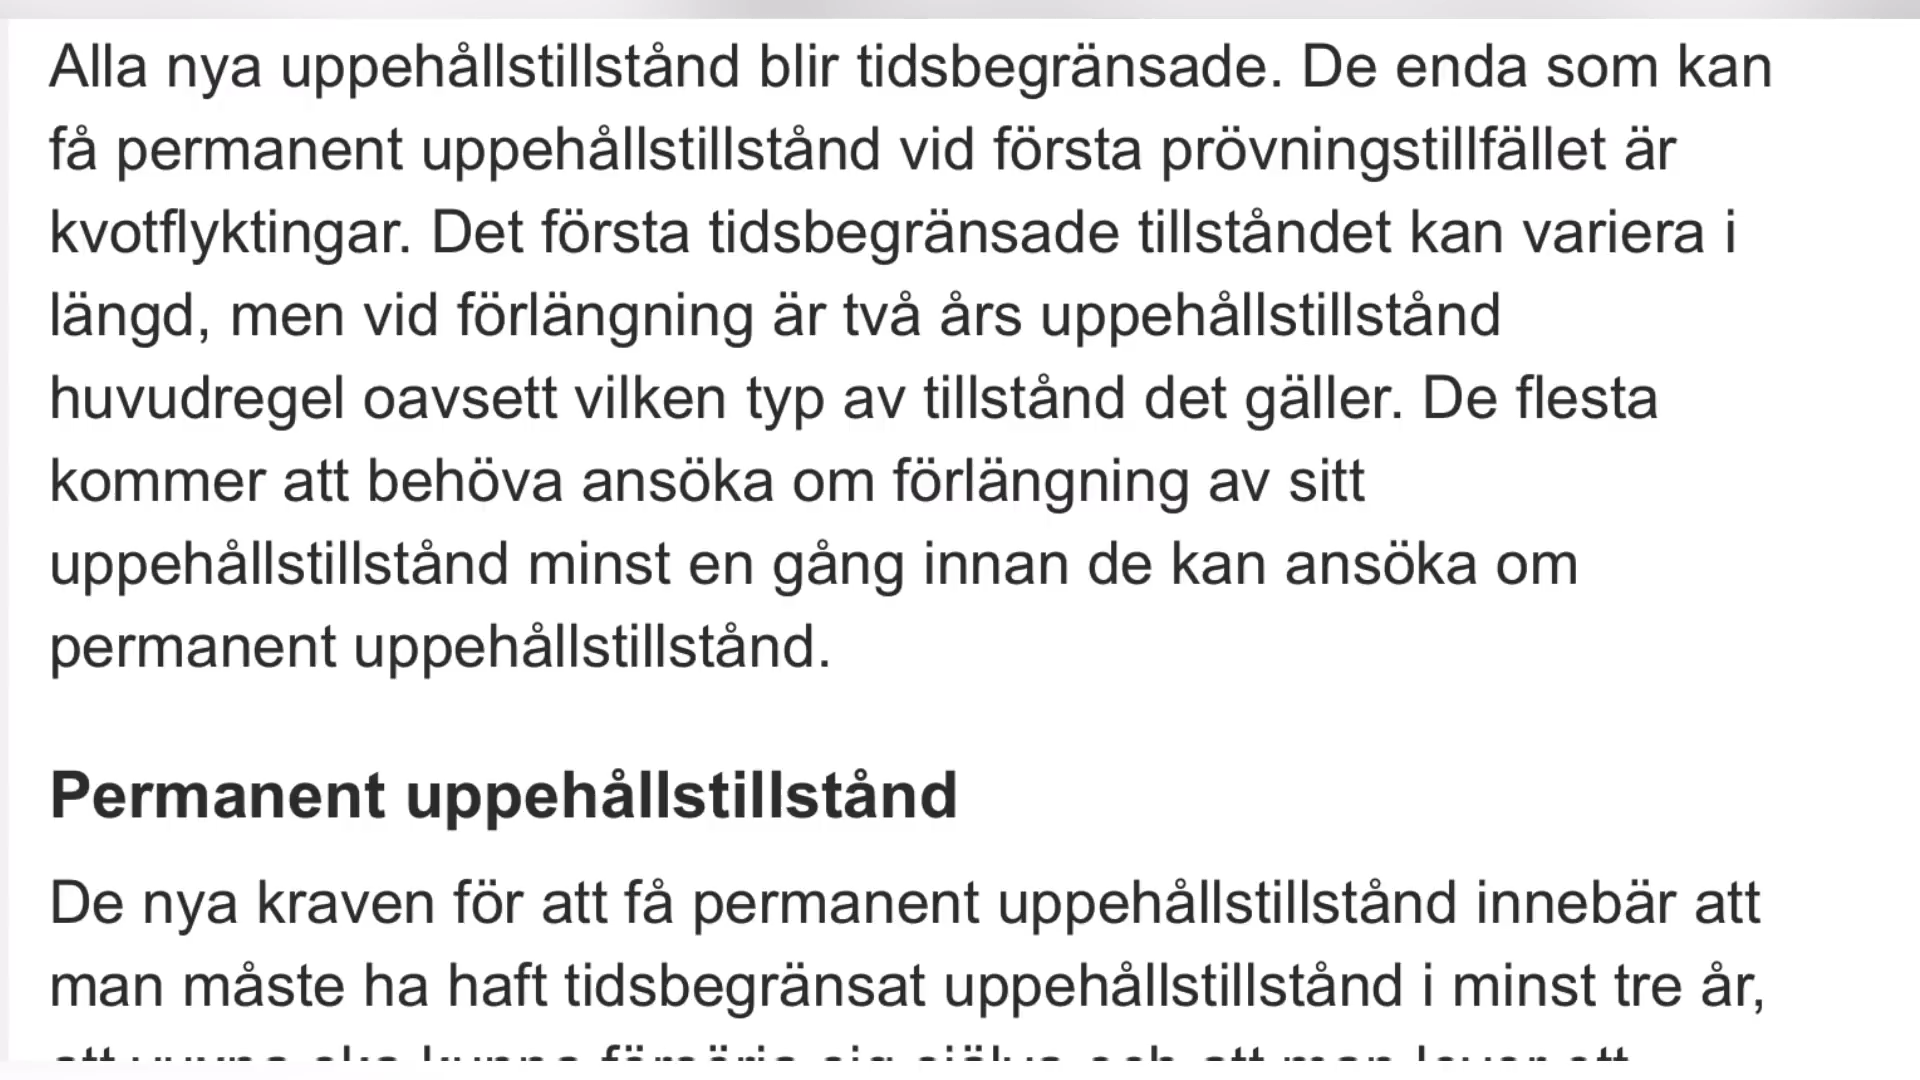 Alla nya uppehållstillstånd blir tidsbegränsade. De enda som kan
få permanent uppehållstillstånd vid första prövningstillfället är
kvotflyktingar. Det första tidsbegränsade tillståndet kan variera i
längd, men vid förlängning är två års uppehållstillstånd
huvudregel oavsett vilken typ av tillstånd det gäller. De flesta
kommer att behöva ansöka om förlängning av sitt
uppehållstillstånd minst en gång innan de kan ansöka om
permanent uppehållstillstånd.
Permanent uppehållstillstånd
De nya kraven för att få permanent uppehållstillstånd innebär att
man måste ha haft tidsbegränsat uppehållstillstånd i minst tre år,